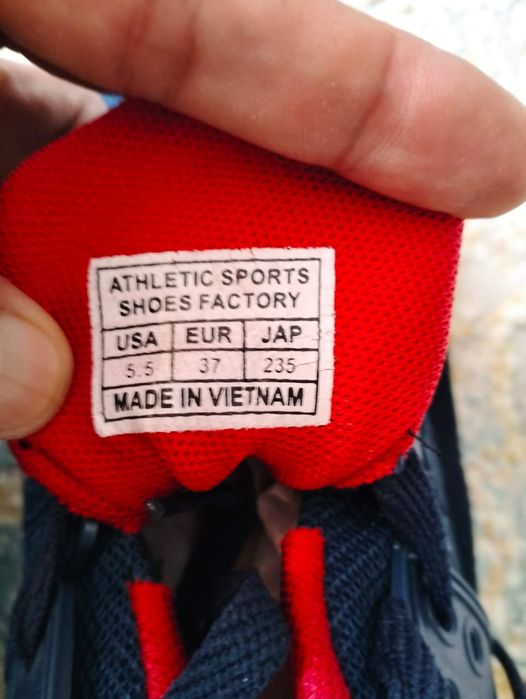 ATHLETIC SPORTS
SHOES FACTORY
USA EUR JAP
5.5 37 235
MADE IN VIETNAM